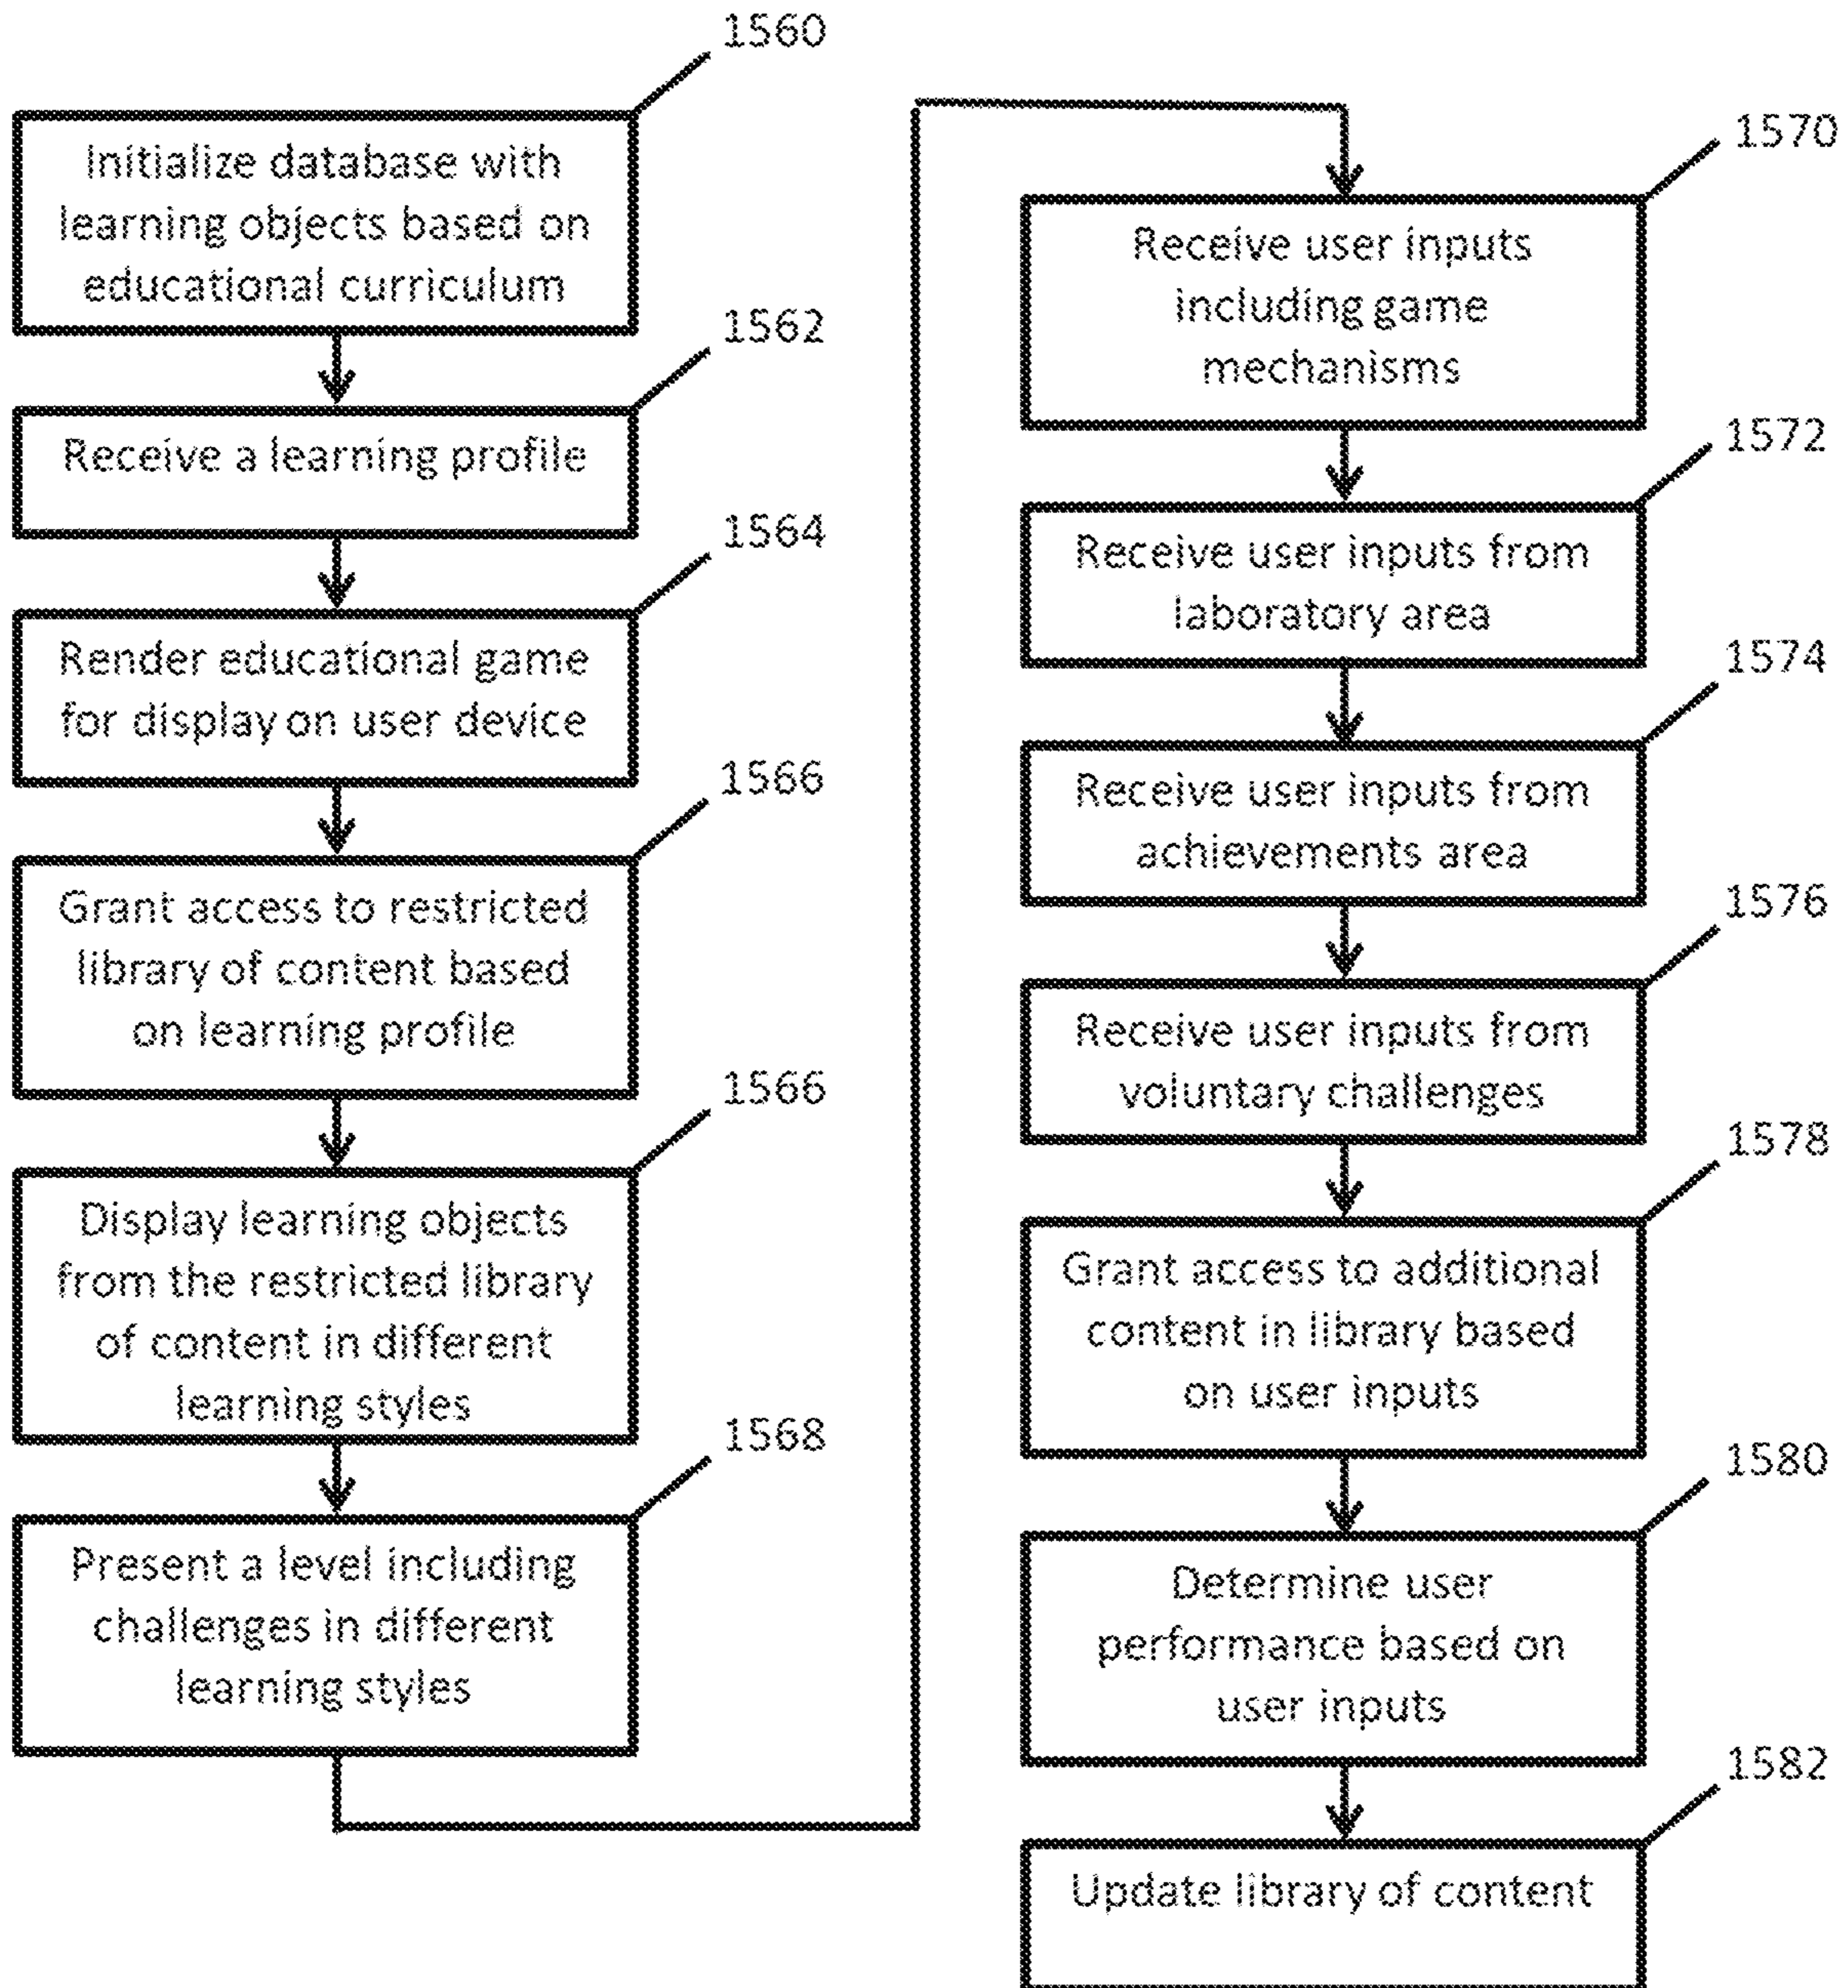 1560
Initialize database with
learning objects based on
educational curriculum
1562
Receive a learning profile
1564
Render educational game
for display on user device
1566
Grant access to restricted
library of content based
on learning profile
1566
Display learning objects
from the restricted library
of content in different
learning styles
1568
Present a level including
challenges in different
learning styles
1570
Receive user inputs
including game
mechanisms
1572
Receive user inputs from
laboratory area
1574
Receive user inputs from
achievements area
1576
Receive user inputs from
voluntary challenges
1578
Grant access to additional
content in library based
on user inputs
1580
Determine user
performance based on
user inputs
1582
Update library of content